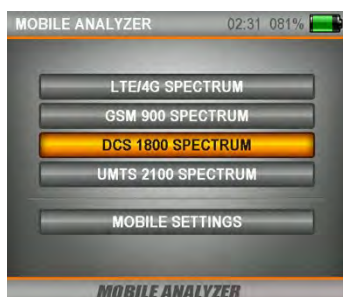 MOBILE ANALYZER 02:31 081%
LTE/4G SPECTRUM
GSM 900 SPECTRUM
DCS 1800 SPECTRUM
UMTS 2100 SPECTRUM
MOBILE SETTINGS
MOBILE ANALYZER